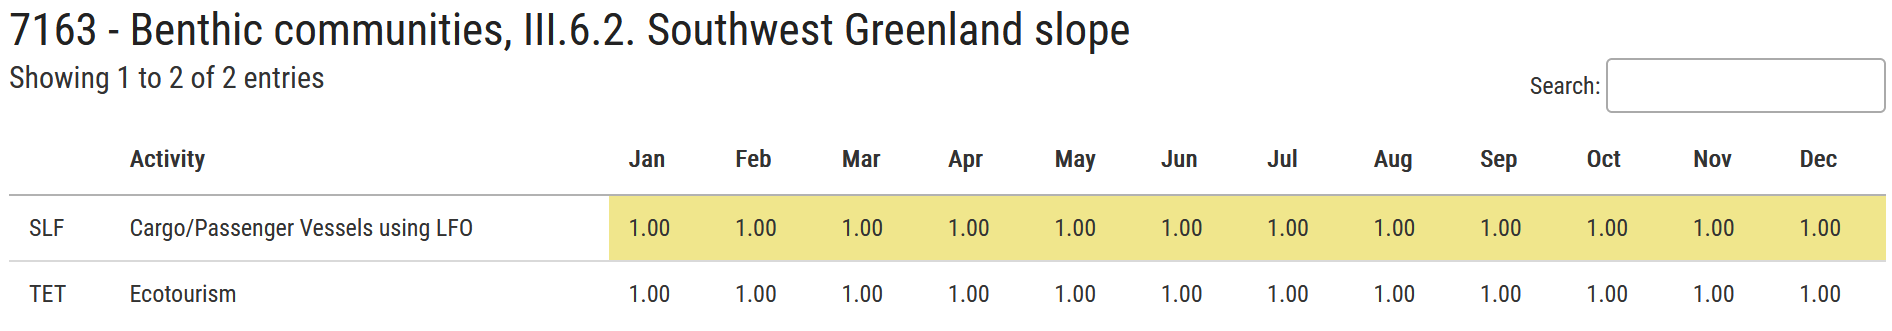 7163 - Benthic communities, III.6.2. Southwest Greenland slope
Showing 1 to 2 of 2 entries
Search:
Activity Jan Feb Mar Apr May Jun Jul Aug Sep Oct Nov Dec
SLF Cargo/Passenger Vessels using LFO 1.00 1.00 1.00 1.00 1.00 1.00 1.00 1.00 1.00 1.00 1.00 1.00
TET Ecotourism 1.00 1.00 1.00 1.00 1.00 1.00 1.00 1.00 1.00 1.00 1.00 1.00